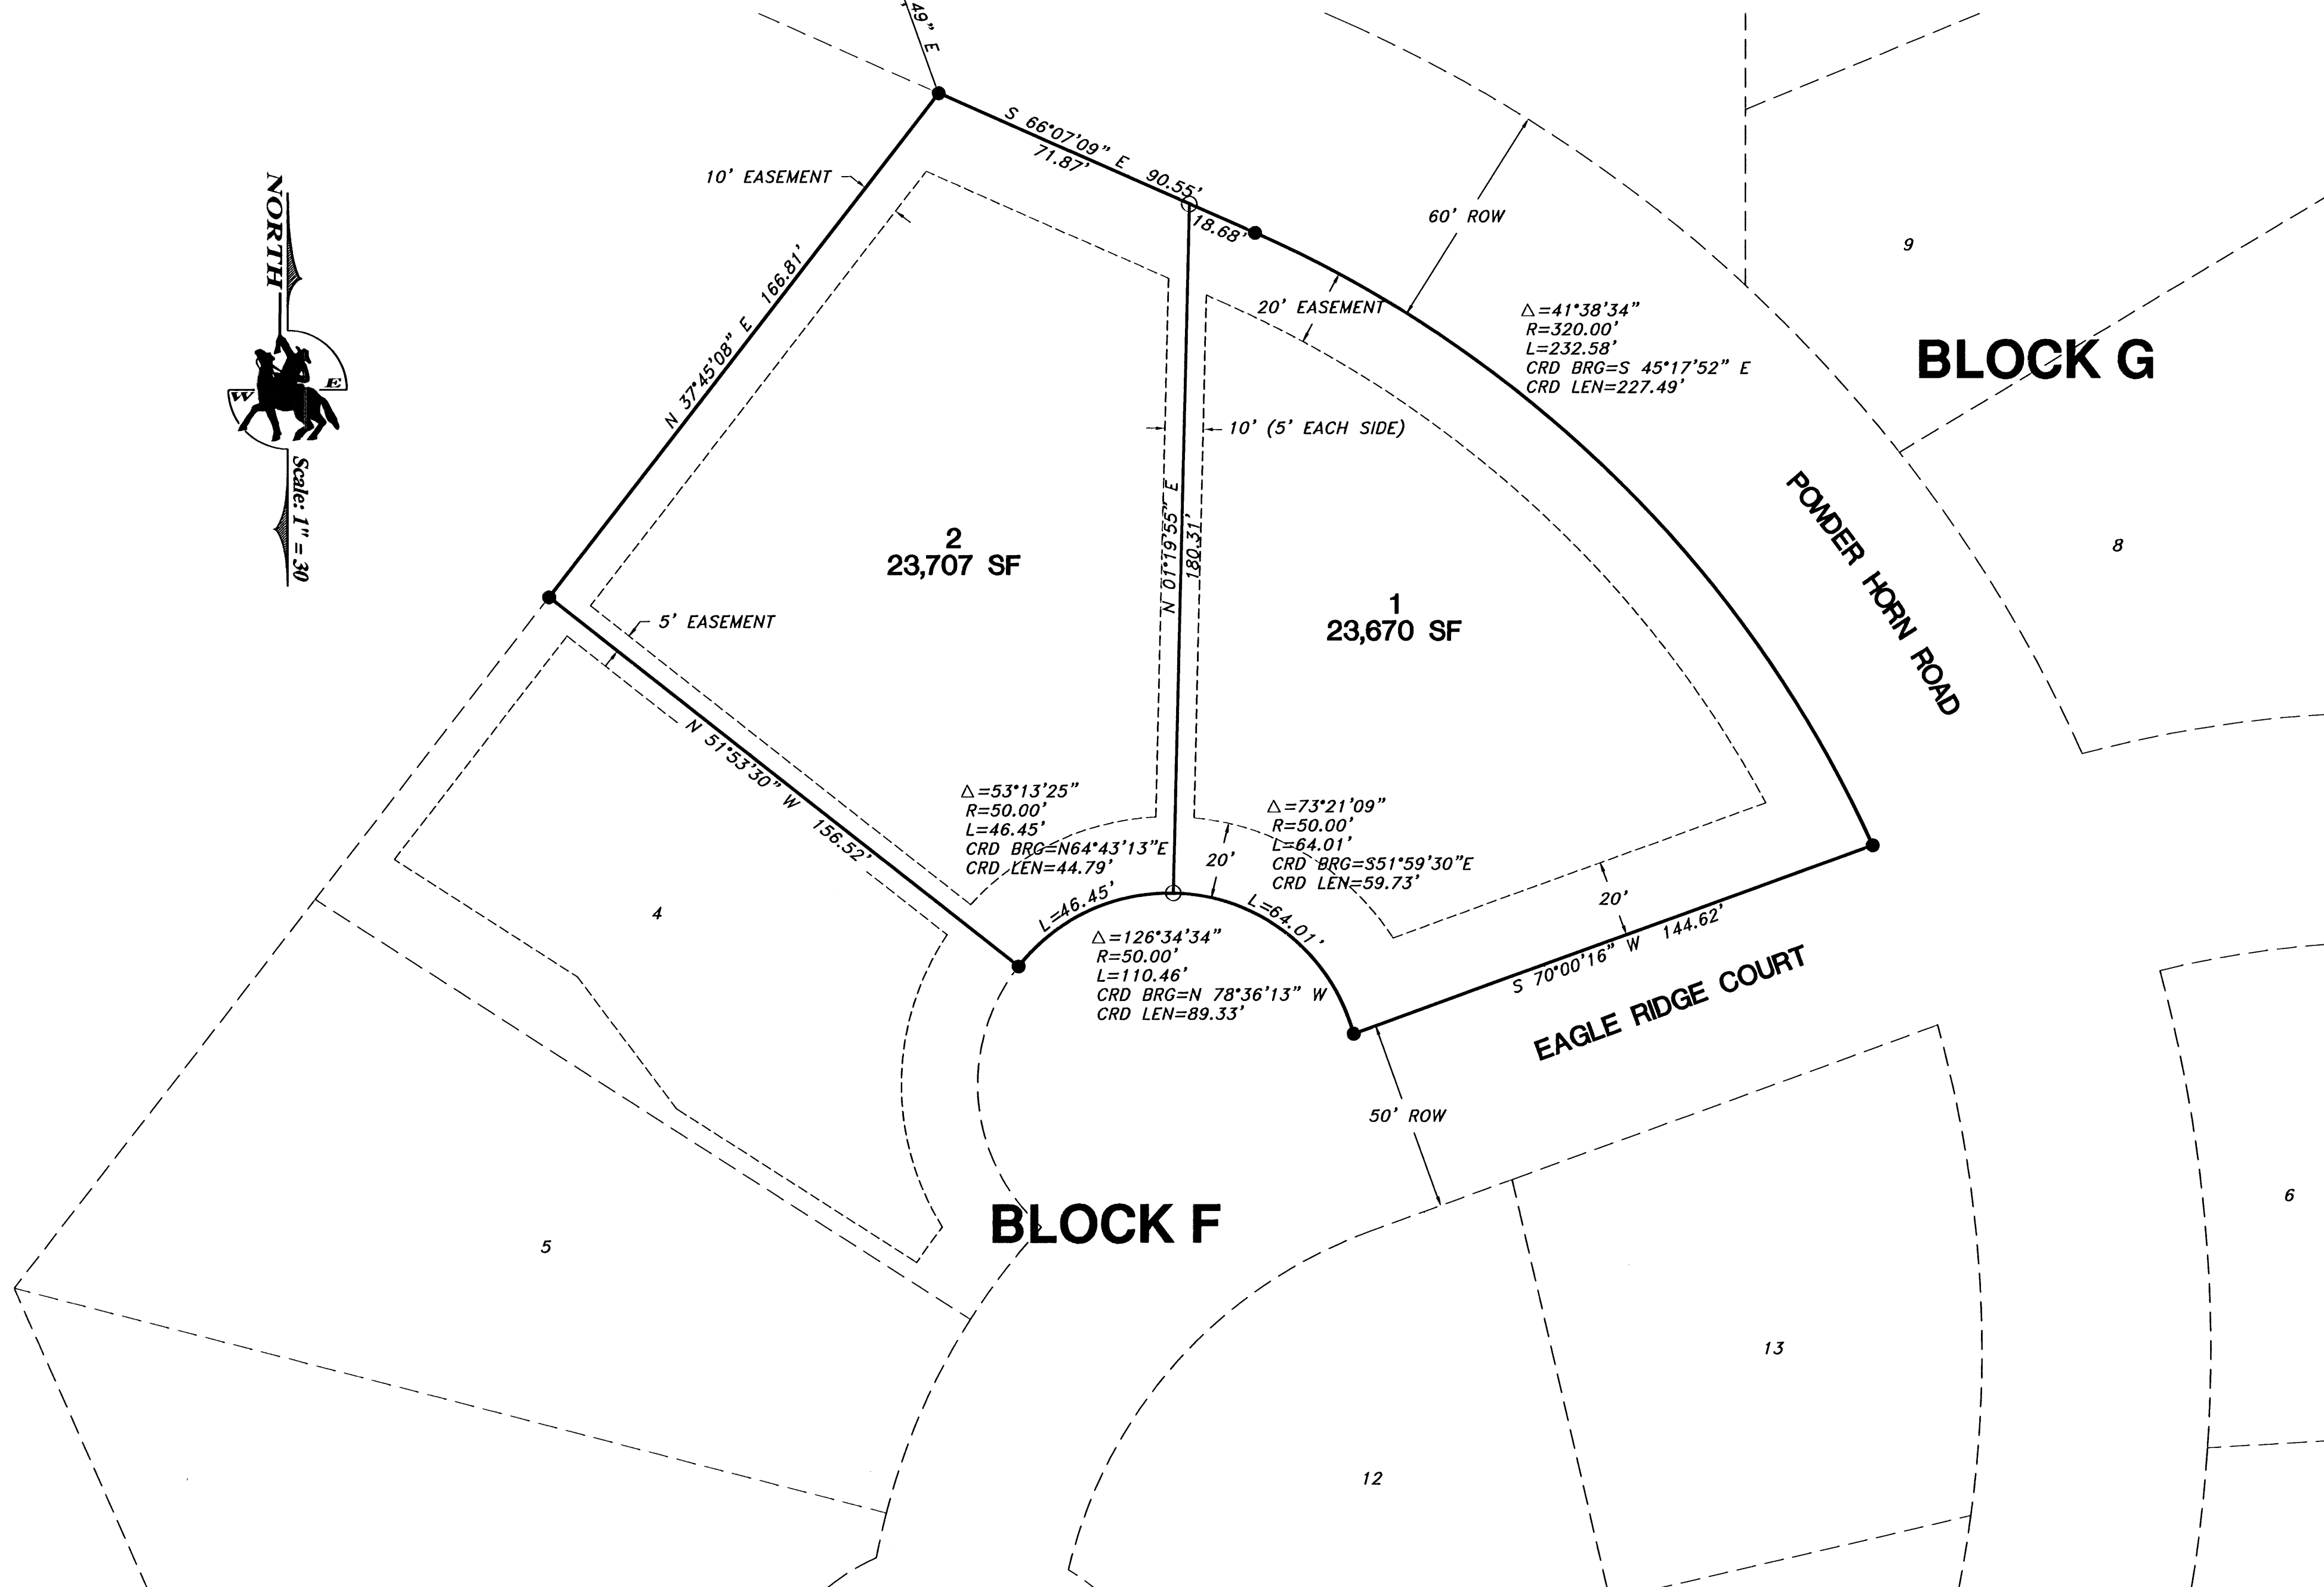 49" E
S 66°07'09" E 90.55'
71.87'
18.68'
10' EASEMENT
N 37°45'08" E 166.81'
60' ROW
20' EASEMENT
△=41°38'34"
R=320.00'
L=232.58'
CRD BRG=S 45°17'52" E
CRD LEN=227.49'
9
BLOCK G
NORTH
W
E
Scale: 1" = 30
10' (5' EACH SIDE)
N 01°19'55" E
180.31'
POWDER HORN ROAD
8
2
23,707 SF
1
23,670 SF
5' EASEMENT
N 51°53'30" W 156.52'
△=53°13'25"
R=50.00'
L=46.45'
CRD BRG=N64°43'13"E
CRD LEN=44.79'
△=73°21'09"
R=50.00'
L=64.01'
CRD BRG=S51°59'30"E
CRD LEN=59.73'
20'
20'
L=46.45'
L=64.01'
△=126°34'34"
R=50.00'
L=110.46'
CRD BRG=N 78°36'13" W
CRD LEN=89.33'
S 70°00'16" W 144.62'
EAGLE RIDGE COURT
4
50' ROW
BLOCK F
5
6
13
12